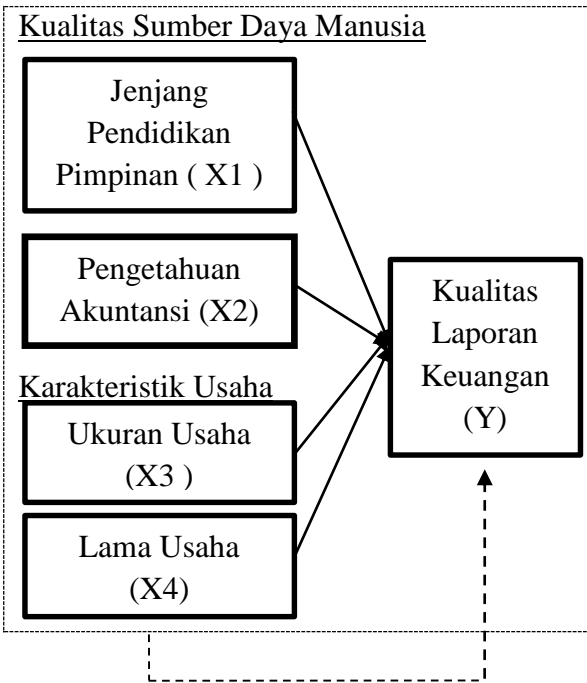 Kualitas Sumber Daya Manusia
Jenjang
Pendidikan
Pimpinan ( X1 )
Pengetahuan
Akuntansi (X2)
Karakteristik Usaha
Ukuran Usaha
(X3 )
Lama Usaha
(X4)
Kualitas
Laporan
Keuangan
(Y)